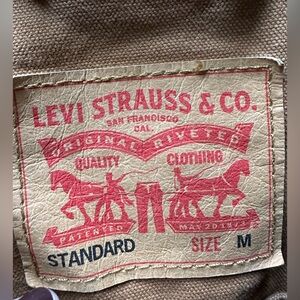 LEVI STRAUSS & CO.
SAN FRANCISCO
CAL.
ORIGINAL RIVETED
QUALITY CLOTHING
PATENTED MAY 20 1873
STANDARD SIZE M